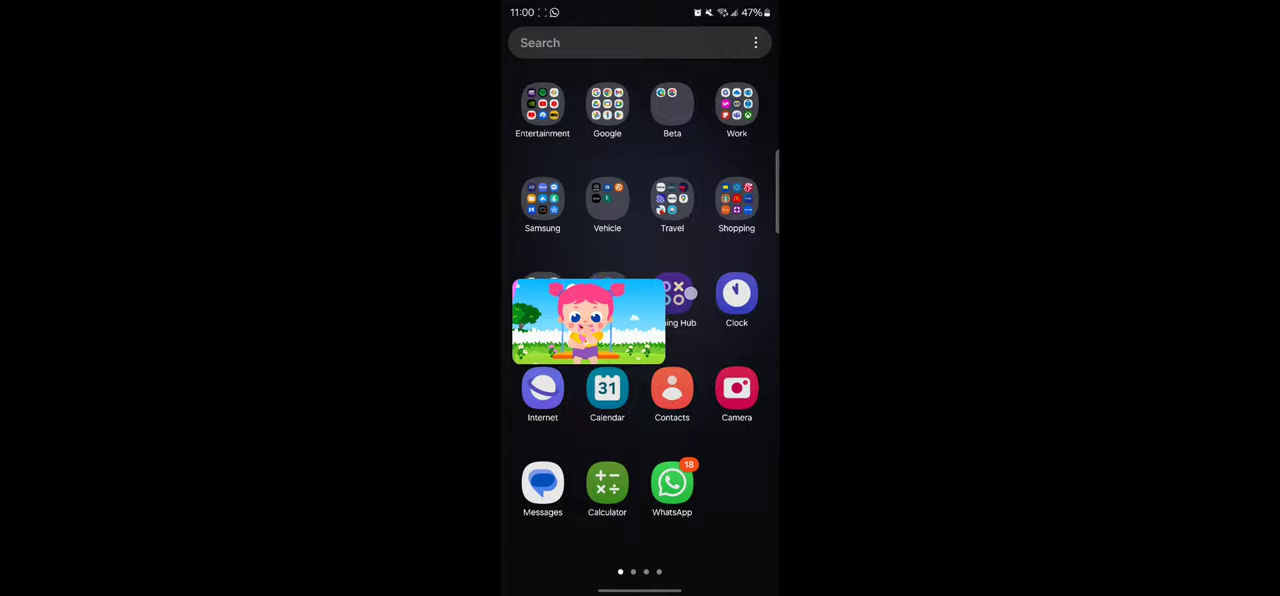 11:00
47%
Search
Entertainment
Google
Beta
Work
Samsung
Vehicle
Travel
Shopping
Hub
Clock
31
Internet
Calendar
Contacts
Camera
18
Messages
Calculator
WhatsApp